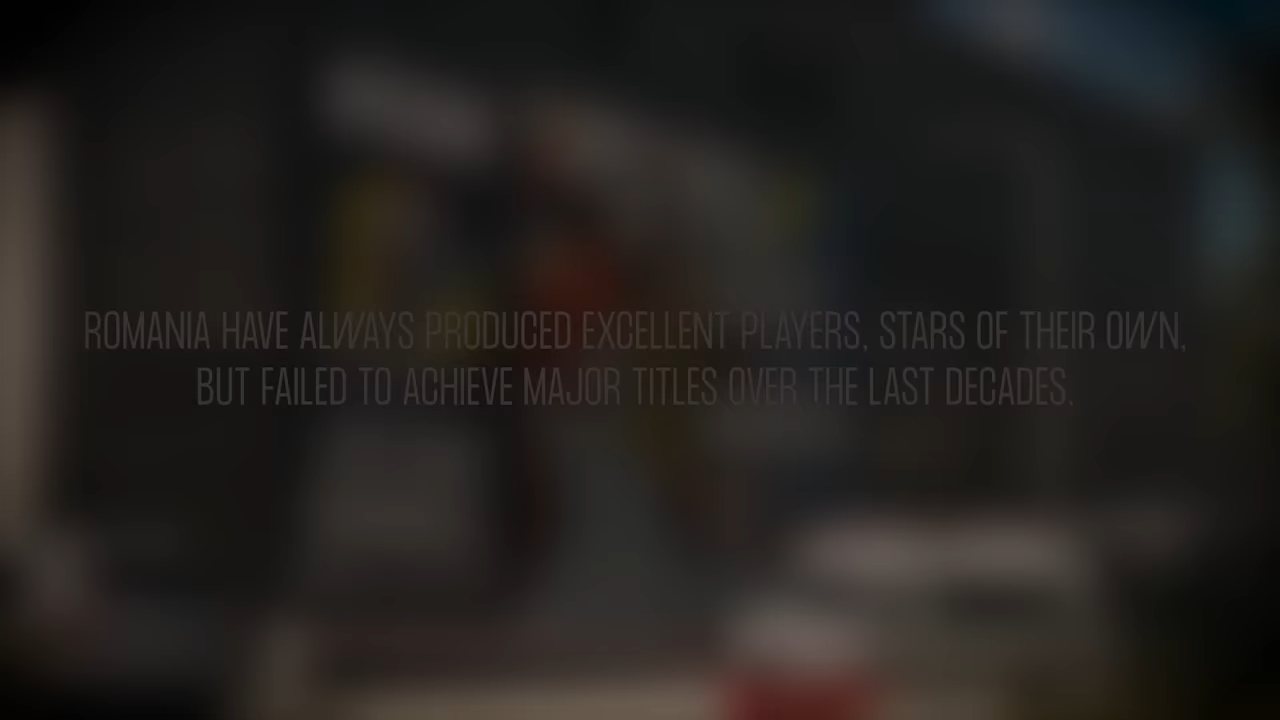 ROMANIA HAVE ALWAYS PRODUCED EXCELLENT PLAYERS, STARS OF THEIR OWN,
BUT FAILED TO ACHIEVE MAJOR TITLES OVER THE LAST DECADES.